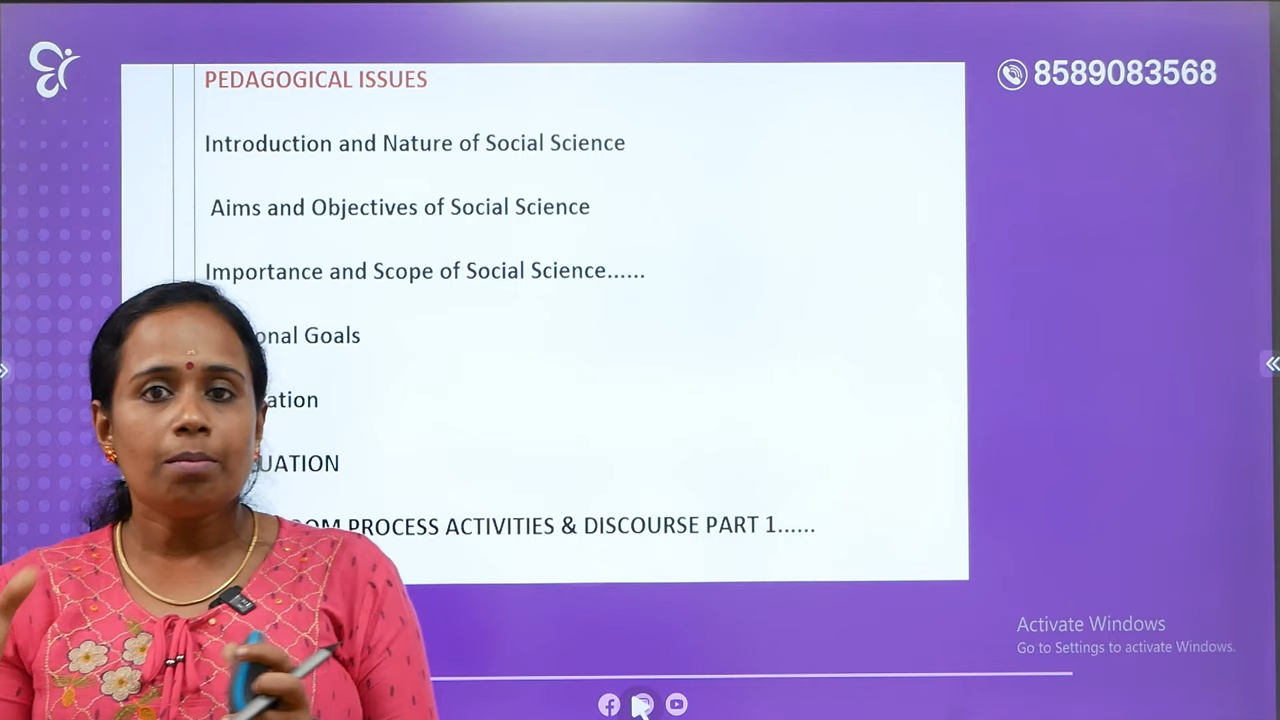 PEDAGOGICAL ISSUES
8589083568
Introduction and Nature of Social Science
Aims and Objectives of Social Science
Importance and Scope of Social Science......
onal Goals
ation
UATION
OOM PROCESS ACTIVITIES & DISCOURSE PART 1......
Activate Windows
Go to Settings to activate Windows.